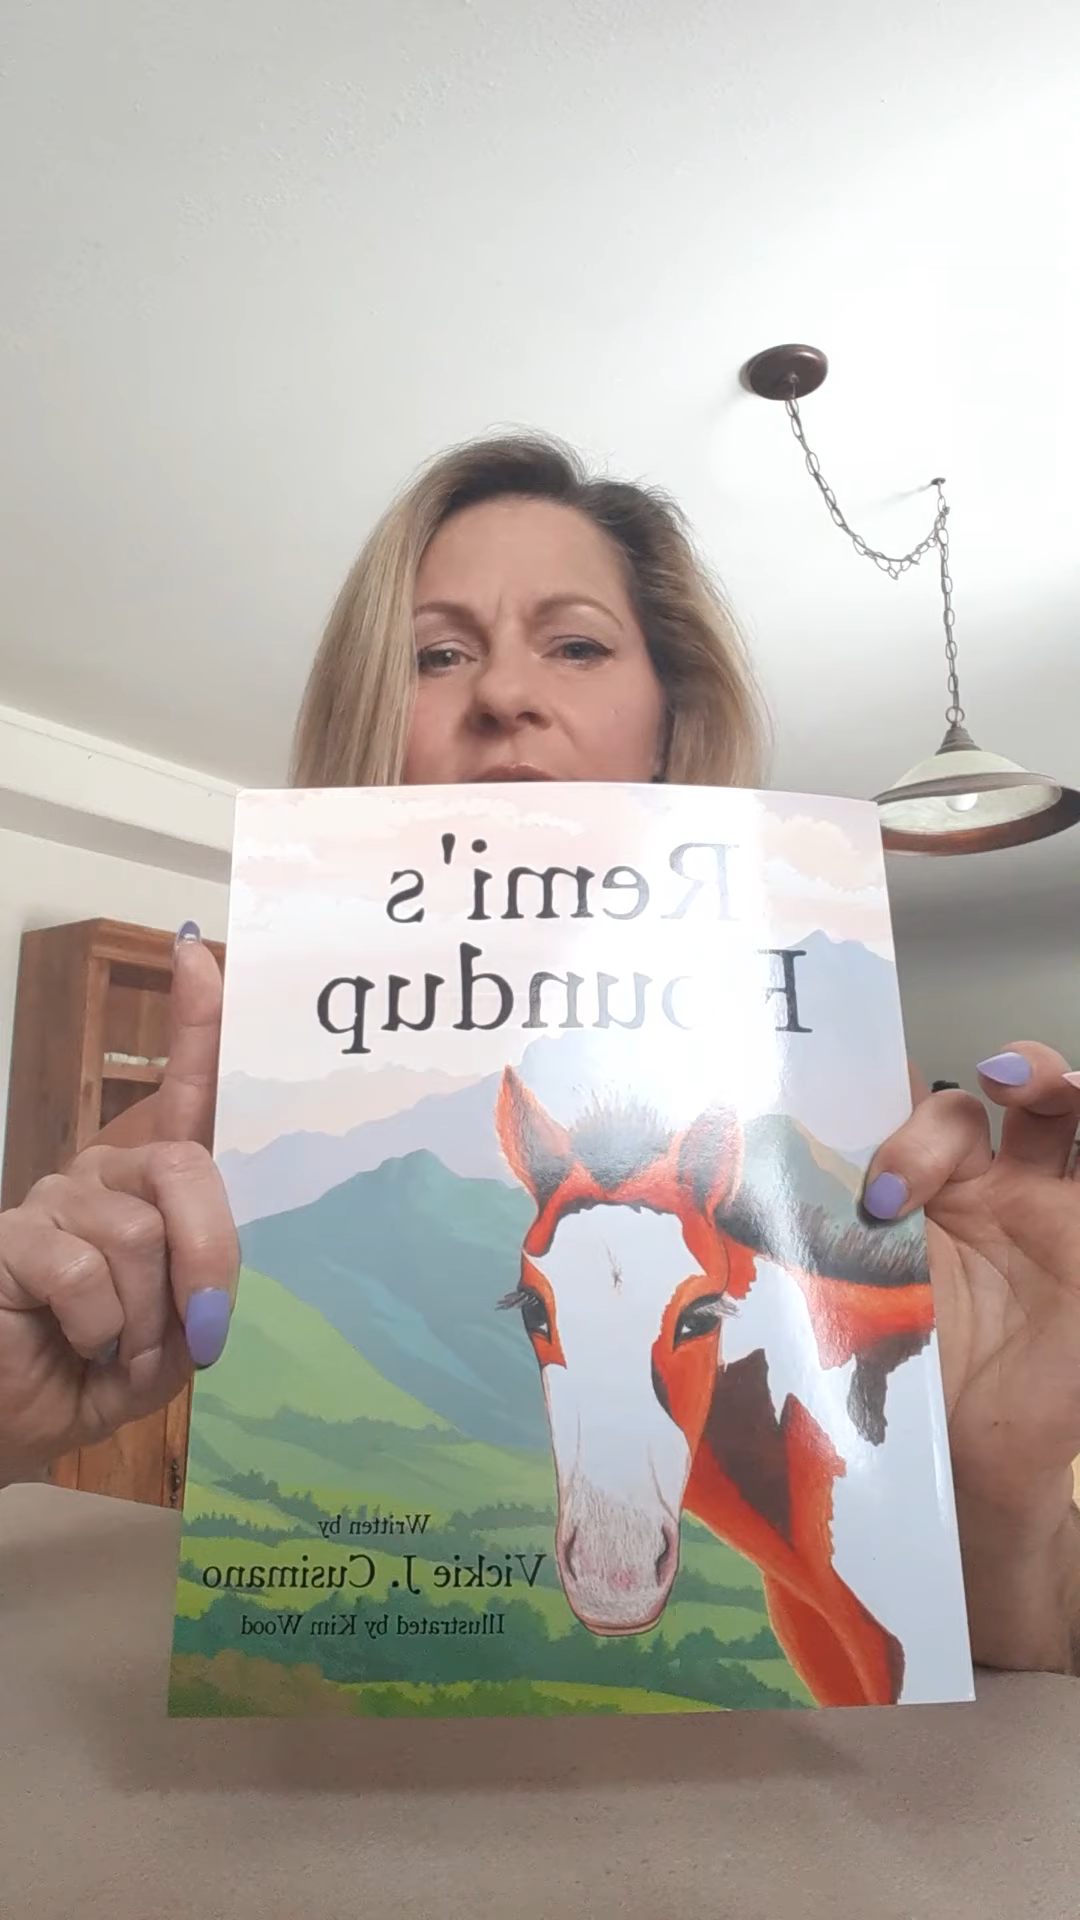 Remi's
Roundup
Written by
Vickie J. Cusimano
Illustrated by Kim Wood